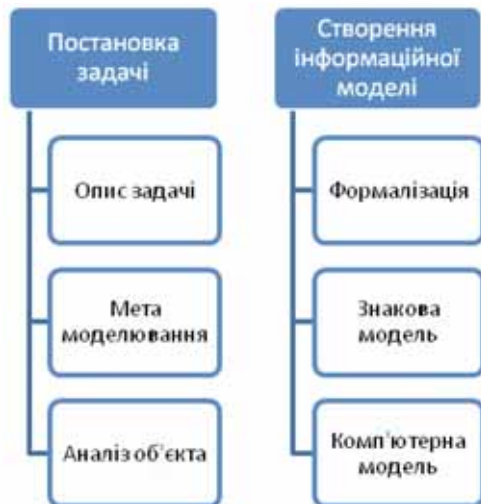 Постановка
задачі
Опис задачі
Мета
моделювання
Аналіз об'єкта
Створення
інформаційної
моделі
Формалізація
Знакова
модель
Комп'ютерна
модель